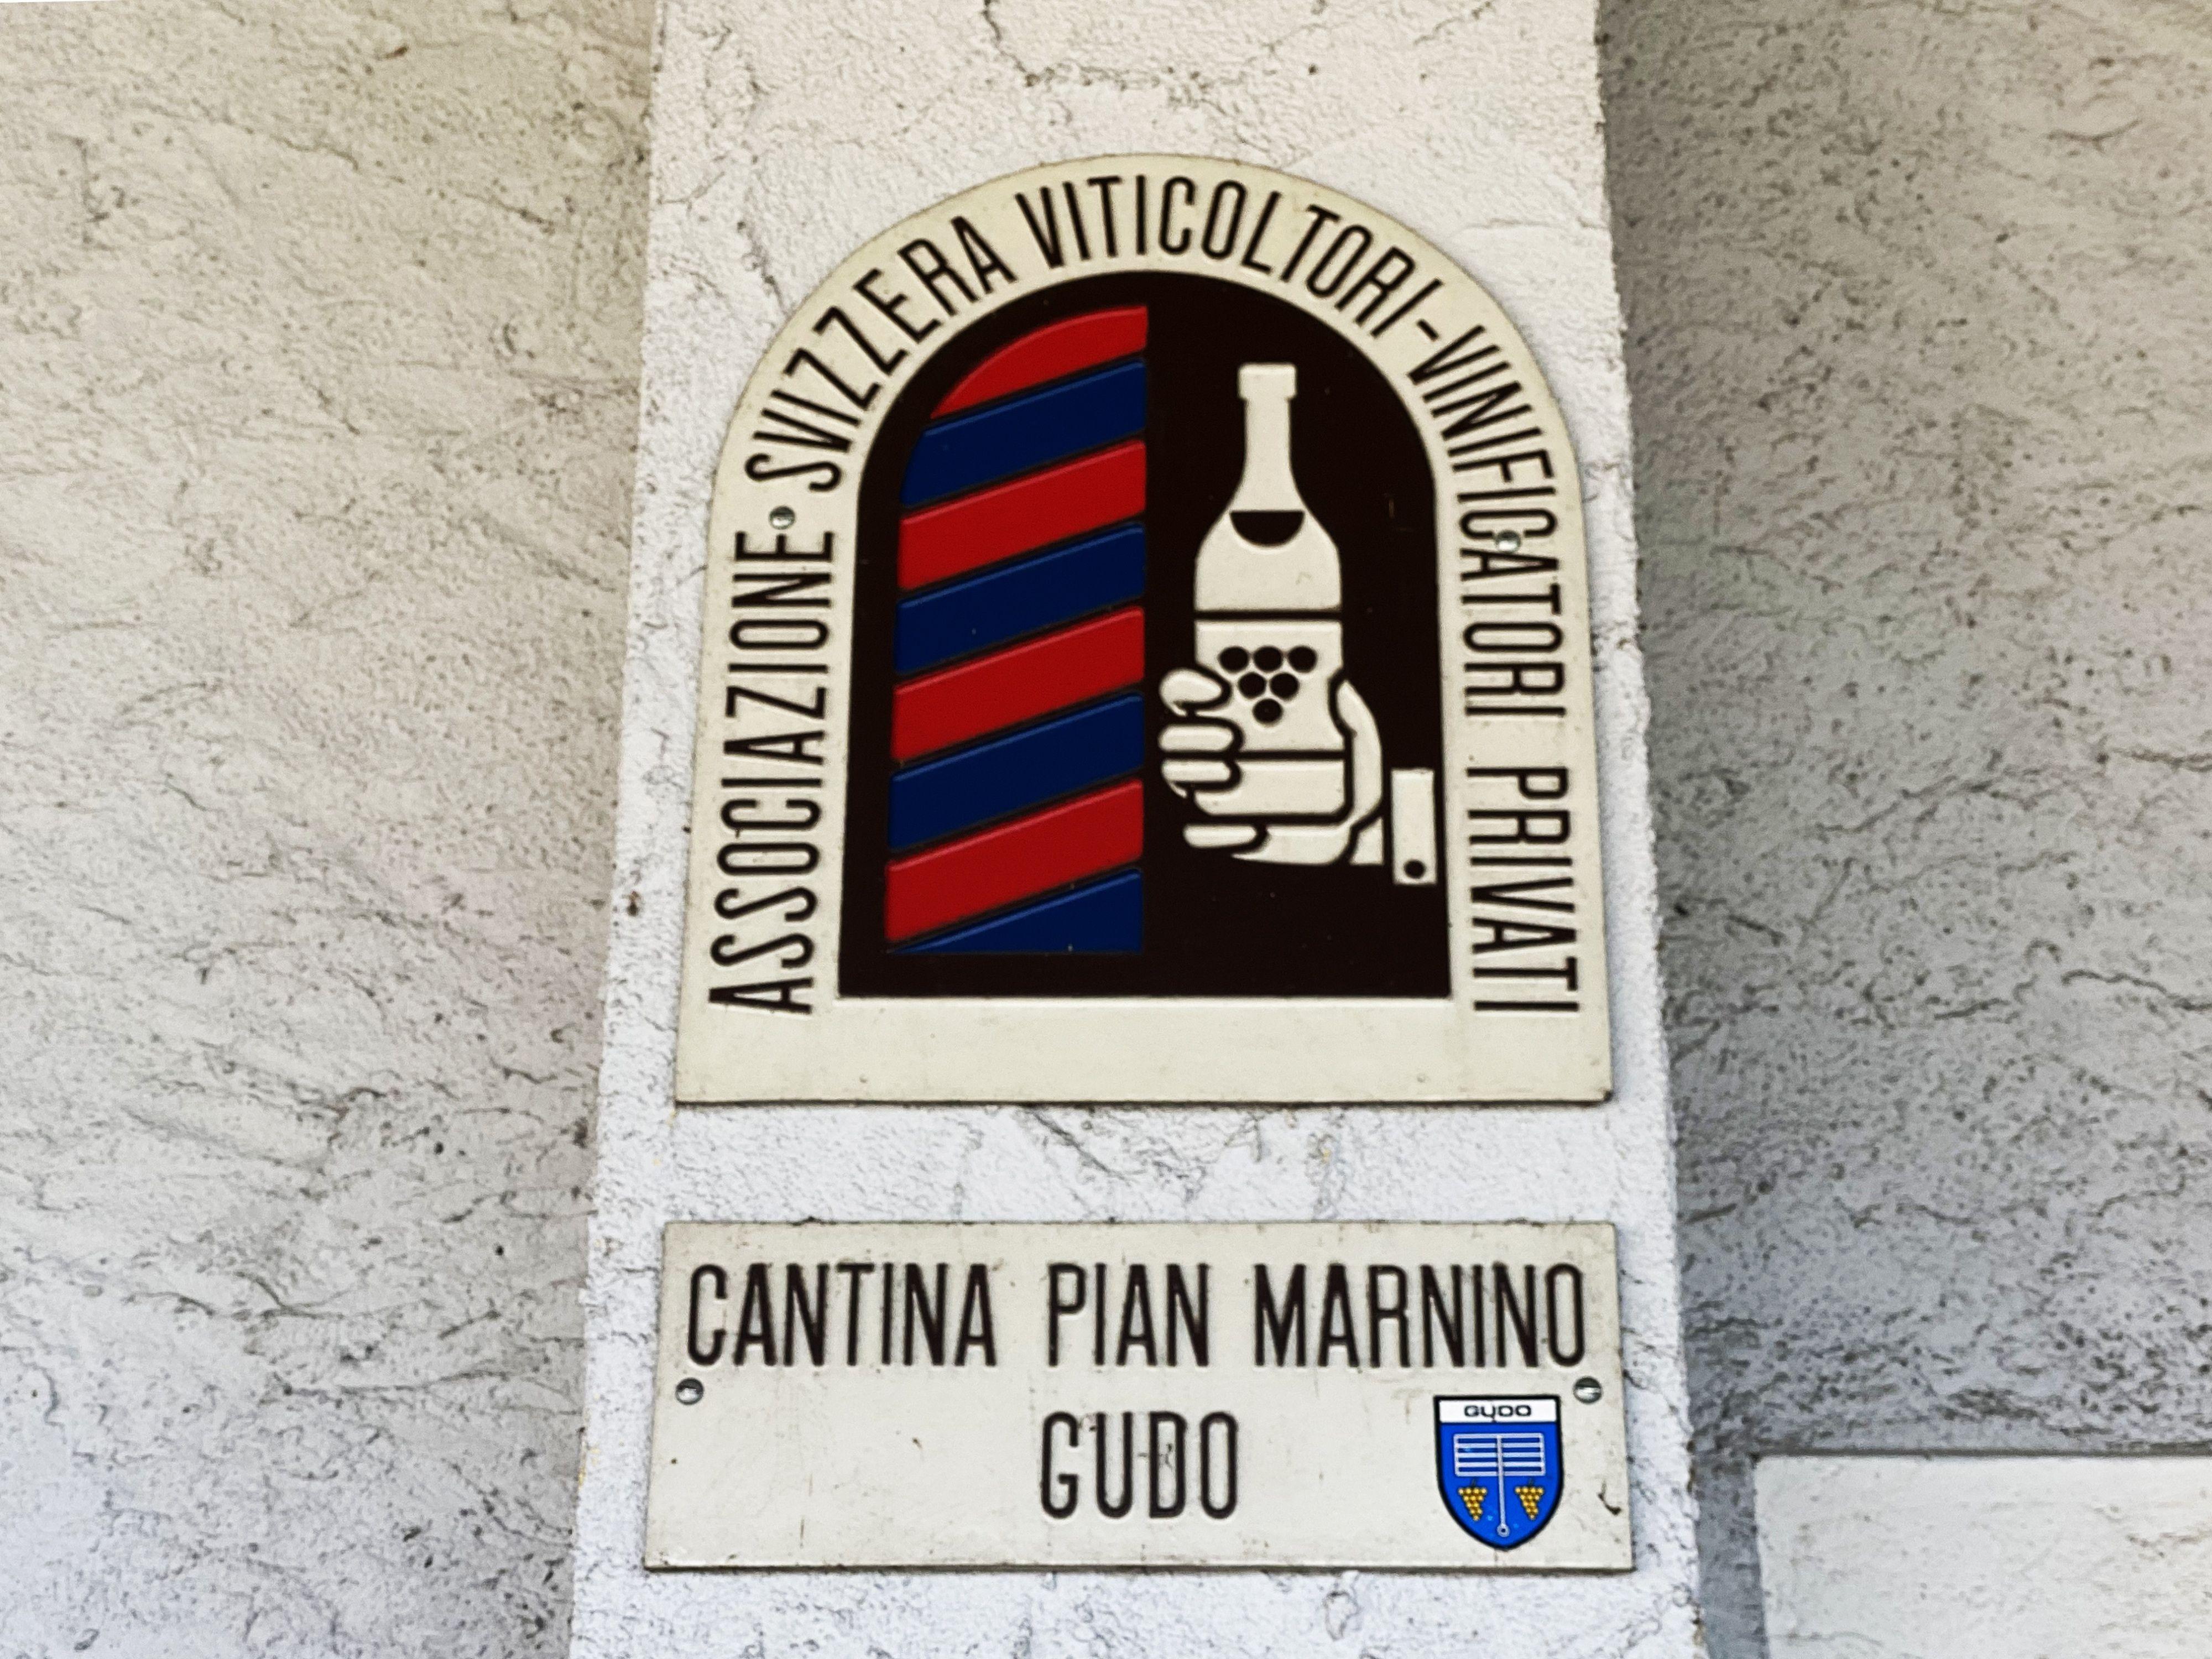 ASSOCIAZIONE SVIZZERA VITICOLTORI-VINIFICATORI PRIVATI
CANTINA PIAN MARNINO
GUDO
GUDO